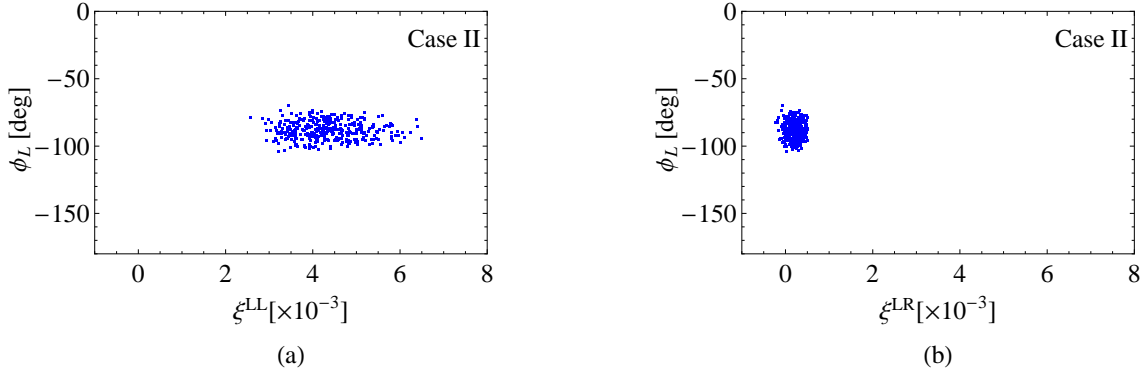 0
−50
−100
−150
ϕL [deg]
Case II
0 2 4 6 8
ξLL[×10−3]
(a)
0
−50
−100
−150
ϕL [deg]
Case II
0 2 4 6 8
ξLR[×10−3]
(b)